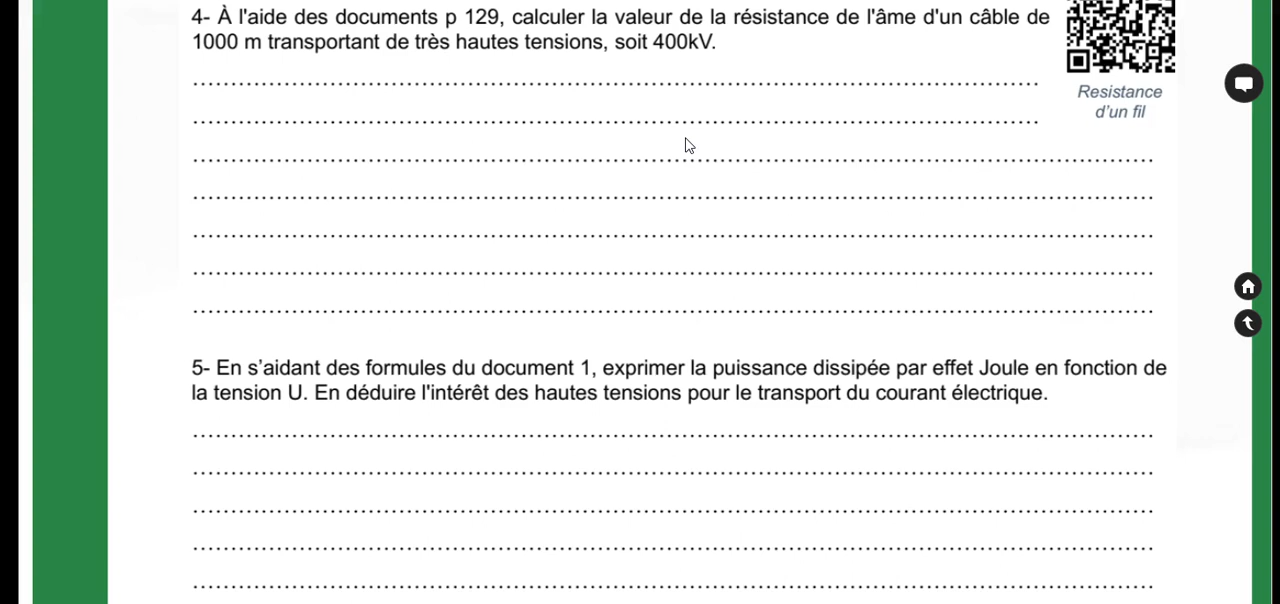 4- À l'aide des documents p 129, calculer la valeur de la résistance de l'âme d'un câble de
1000 m transportant de très hautes tensions, soit 400kV.
Resistance
d'un fil
5- En s’aidant des formules du document 1, exprimer la puissance dissipée par effet Joule en fonction de
la tension U. En déduire l'intérêt des hautes tensions pour le transport du courant électrique.